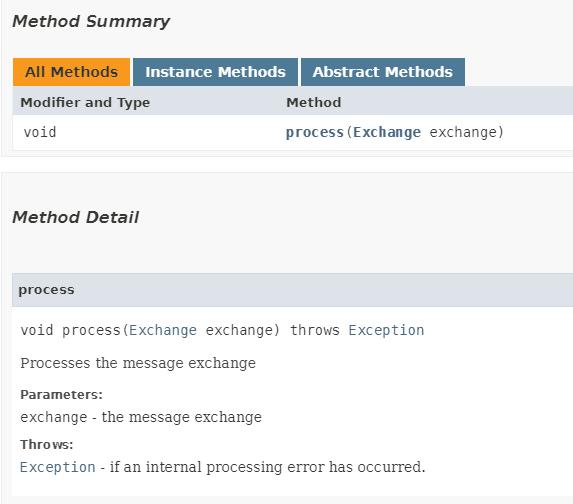 Method Summary
All Methods Instance Methods Abstract Methods
Modifier and Type Method
void process(Exchange exchange)
Method Detail
process
void process(Exchange exchange) throws Exception
Processes the message exchange
Parameters:
exchange - the message exchange
Throws:
Exception - if an internal processing error has occurred.